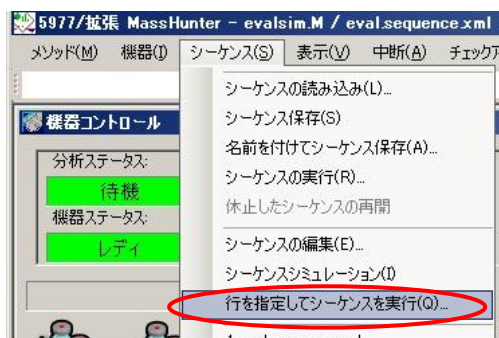 5977/拡張 MassHunter - evalsim.M / eval.sequence.xml
メソッド(M) 機器(I) シーケンス(S) 表示(V) 中断(A) チェックア
シーケンスの読み込み(L)...
シーケンス保存(S)
機器コントロール
名前を付けてシーケンス保存(A)...
分析ステータス:
シーケンスの実行(R)...
待機
休止したシーケンスの再開
機器ステータス:
レディ
シーケンスの編集(E)...
シーケンスシミュレーション(I)
行を指定してシーケンスを実行(Q)...